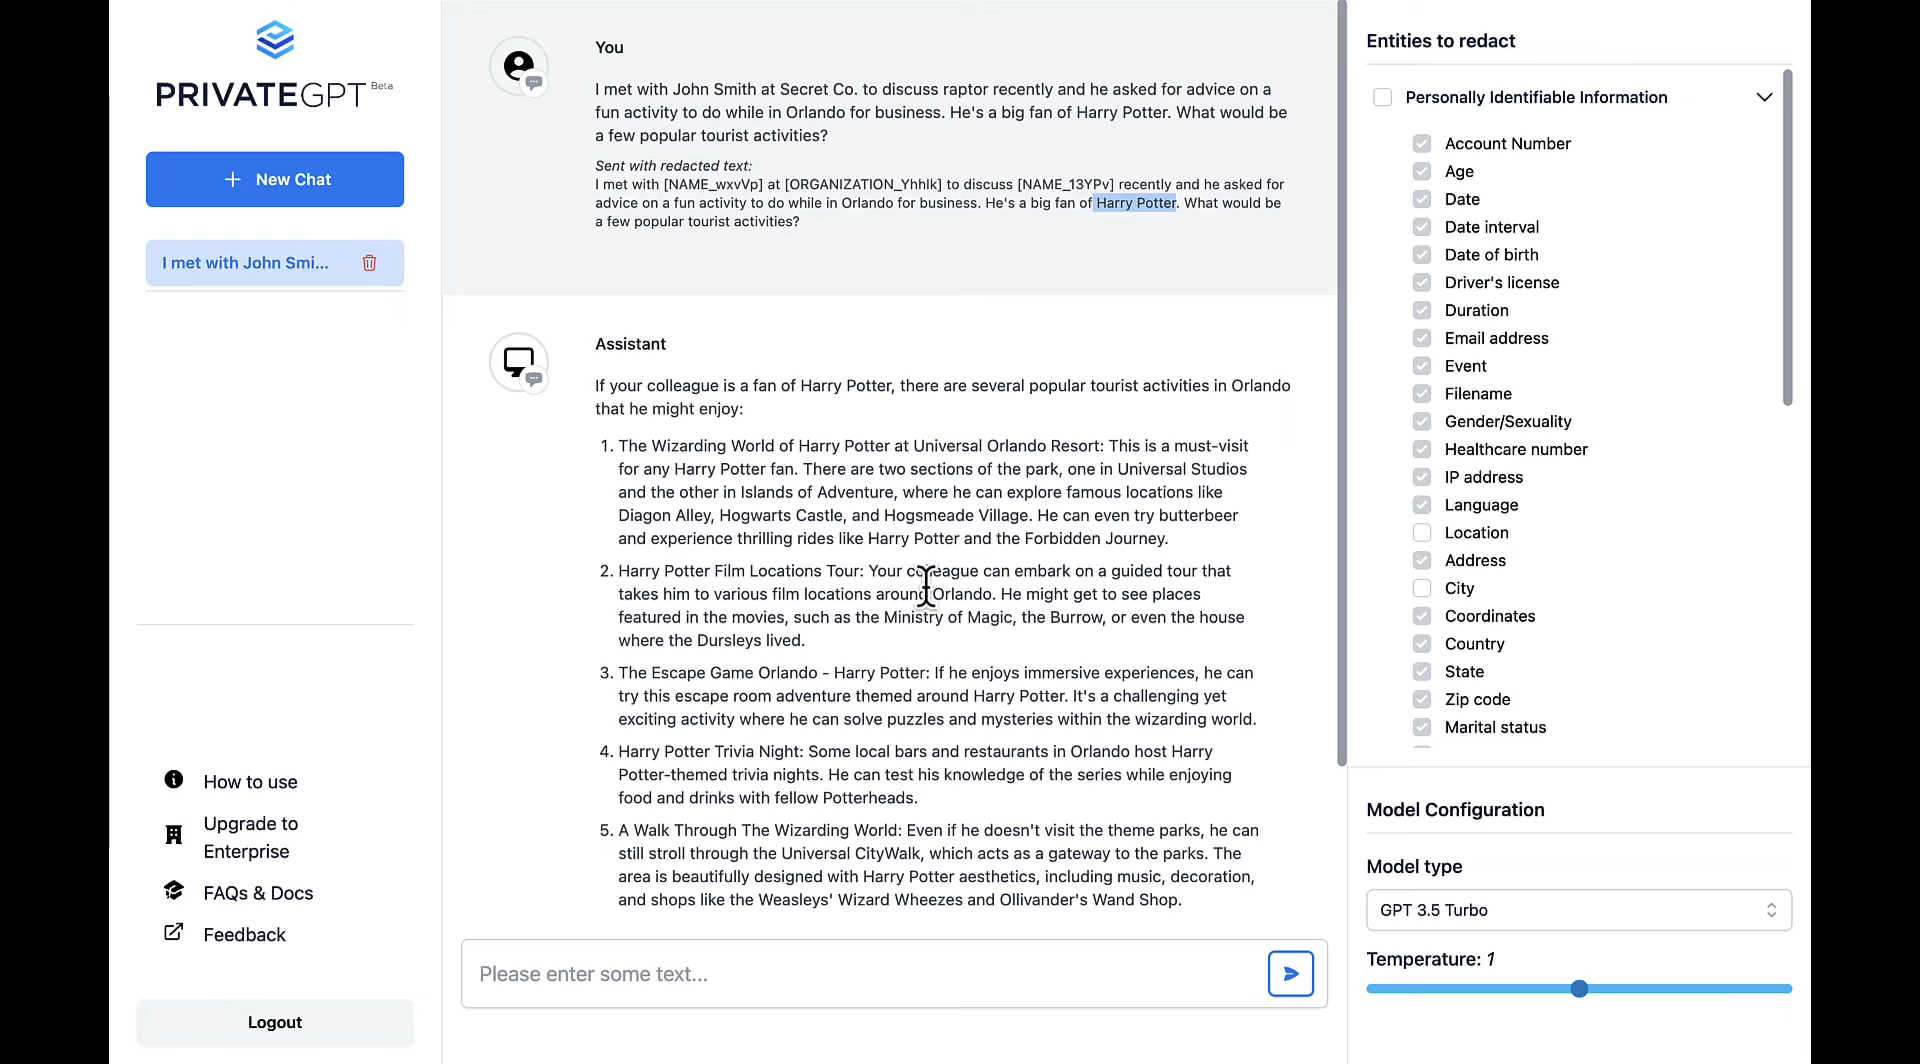 PRIVATEGPT Beta
+ New Chat
I met with John Smi...
How to use
Upgrade to
Enterprise
FAQs & Docs
Feedback
Logout
You
I met with John Smith at Secret Co. to discuss raptor recently and he asked for advice on a
fun activity to do while in Orlando for business. He's a big fan of Harry Potter. What would be
a few popular tourist activities?
Sent with redacted text:
I met with [NAME_wxvVp] at [ORGANIZATION_Yhhlk] to discuss [NAME_13YPv] recently and he asked for
advice on a fun activity to do while in Orlando for business. He's a big fan of Harry Potter. What would be
a few popular tourist activities?
Assistant
If your colleague is a fan of Harry Potter, there are several popular tourist activities in Orlando
that he might enjoy:
1. The Wizarding World of Harry Potter at Universal Orlando Resort: This is a must-visit
for any Harry Potter fan. There are two sections of the park, one in Universal Studios
and the other in Islands of Adventure, where he can explore famous locations like
Diagon Alley, Hogwarts Castle, and Hogsmeade Village. He can even try butterbeer
and experience thrilling rides like Harry Potter and the Forbidden Journey.
2. Harry Potter Film Locations Tour: Your colleague can embark on a guided tour that
takes him to various film locations around Orlando. He might get to see places
featured in the movies, such as the Ministry of Magic, the Burrow, or even the house
where the Dursleys lived.
3. The Escape Game Orlando - Harry Potter: If he enjoys immersive experiences, he can
try this escape room adventure themed around Harry Potter. It's a challenging yet
exciting activity where he can solve puzzles and mysteries within the wizarding world.
4. Harry Potter Trivia Night: Some local bars and restaurants in Orlando host Harry
Potter-themed trivia nights. He can test his knowledge of the series while enjoying
food and drinks with fellow Potterheads.
5. A Walk Through The Wizarding World: Even if he doesn't visit the theme parks, he can
still stroll through the Universal CityWalk, which acts as a gateway to the parks. The
area is beautifully designed with Harry Potter aesthetics, including music, decoration,
and shops like the Weasleys' Wizard Wheezes and Ollivander's Wand Shop.
Please enter some text...
Entities to redact
Personally Identifiable Information
Account Number
Age
Date
Date interval
Date of birth
Driver's license
Duration
Email address
Event
Filename
Gender/Sexuality
Healthcare number
IP address
Language
Location
Address
City
Coordinates
Country
State
Zip code
Marital status
Model Configuration
Model type
GPT 3.5 Turbo
Temperature: 1